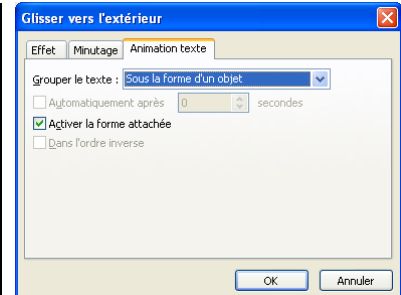 Glisser vers l'extérieur
Effet Minutage Animation texte
Grouper le texte : Sous la forme d'un objet
Automatiquement après 0 secondes
Activer la forme attachée
Dans l'ordre inverse
OK Annuler